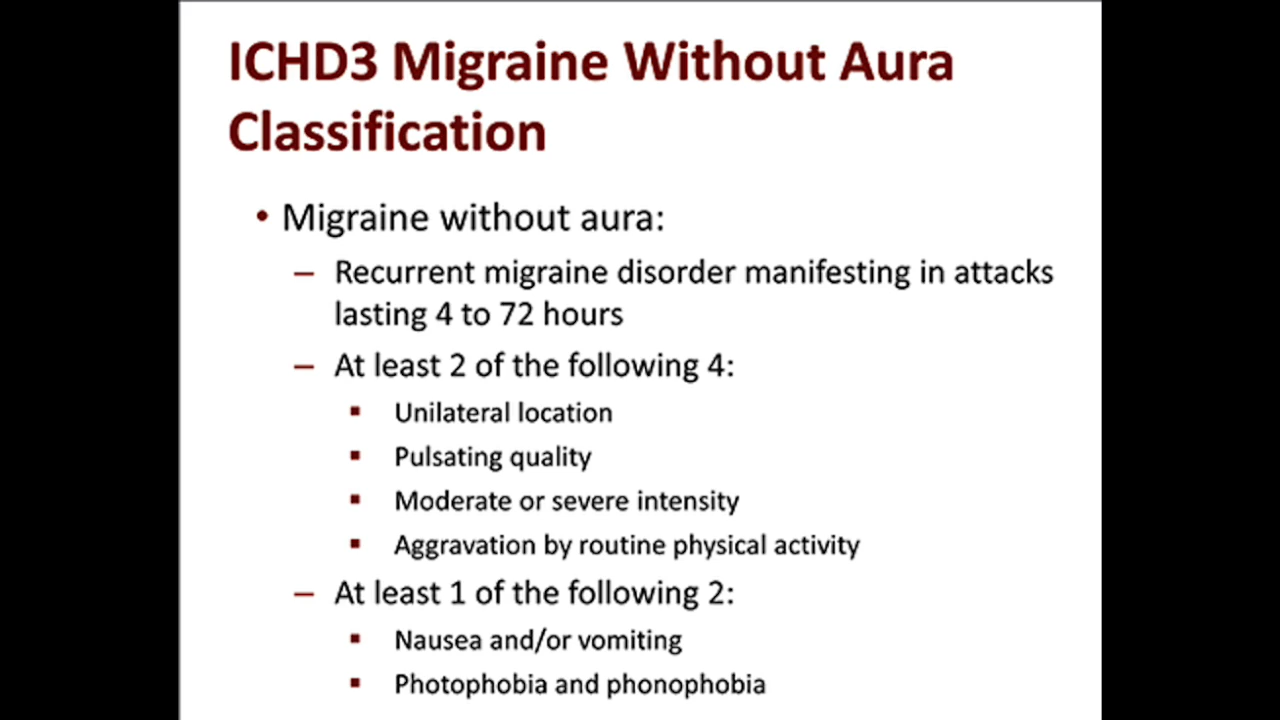 ICHD3 Migraine Without Aura
Classification
• Migraine without aura:
– Recurrent migraine disorder manifesting in attacks
lasting 4 to 72 hours
– At least 2 of the following 4:
▪ Unilateral location
▪ Pulsating quality
▪ Moderate or severe intensity
▪ Aggravation by routine physical activity
– At least 1 of the following 2:
▪ Nausea and/or vomiting
▪ Photophobia and phonophobia